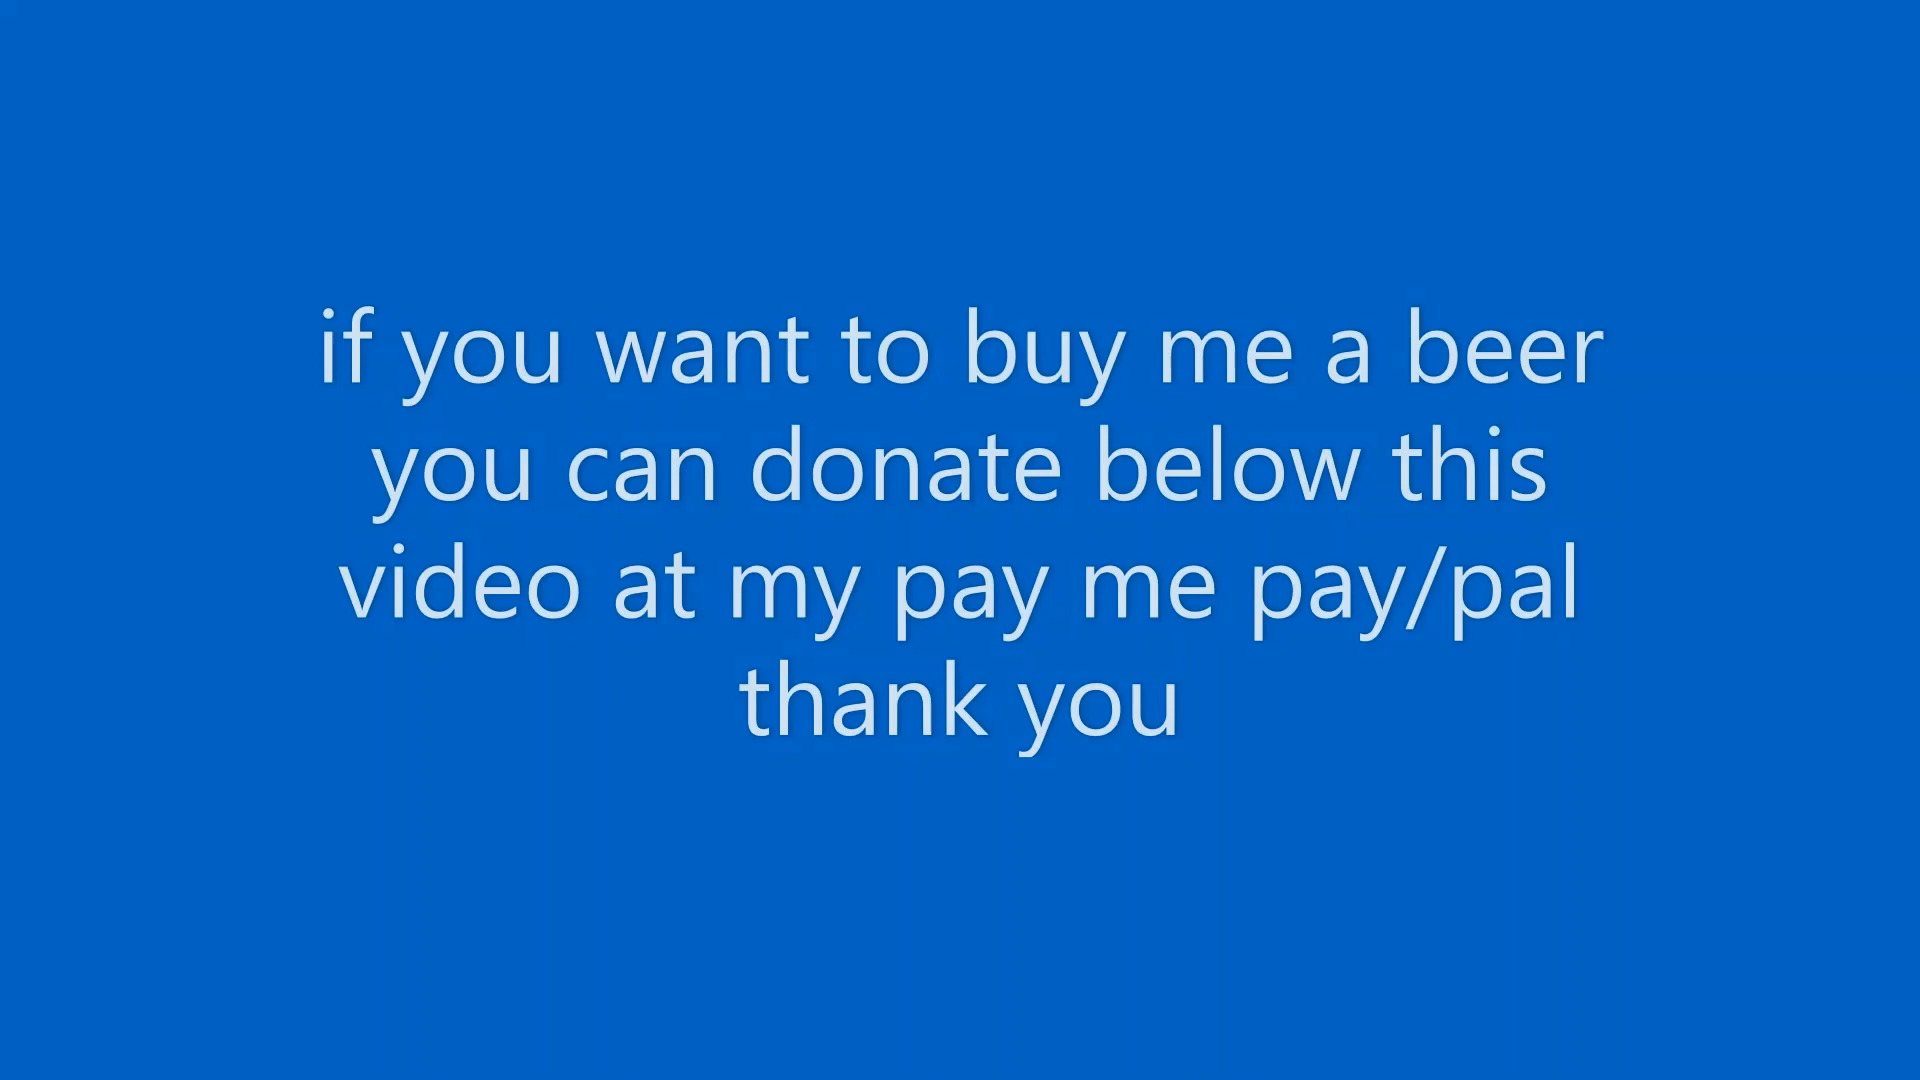 if you want to buy me a beer
you can donate below this
video at my pay me pay/pal
thank you